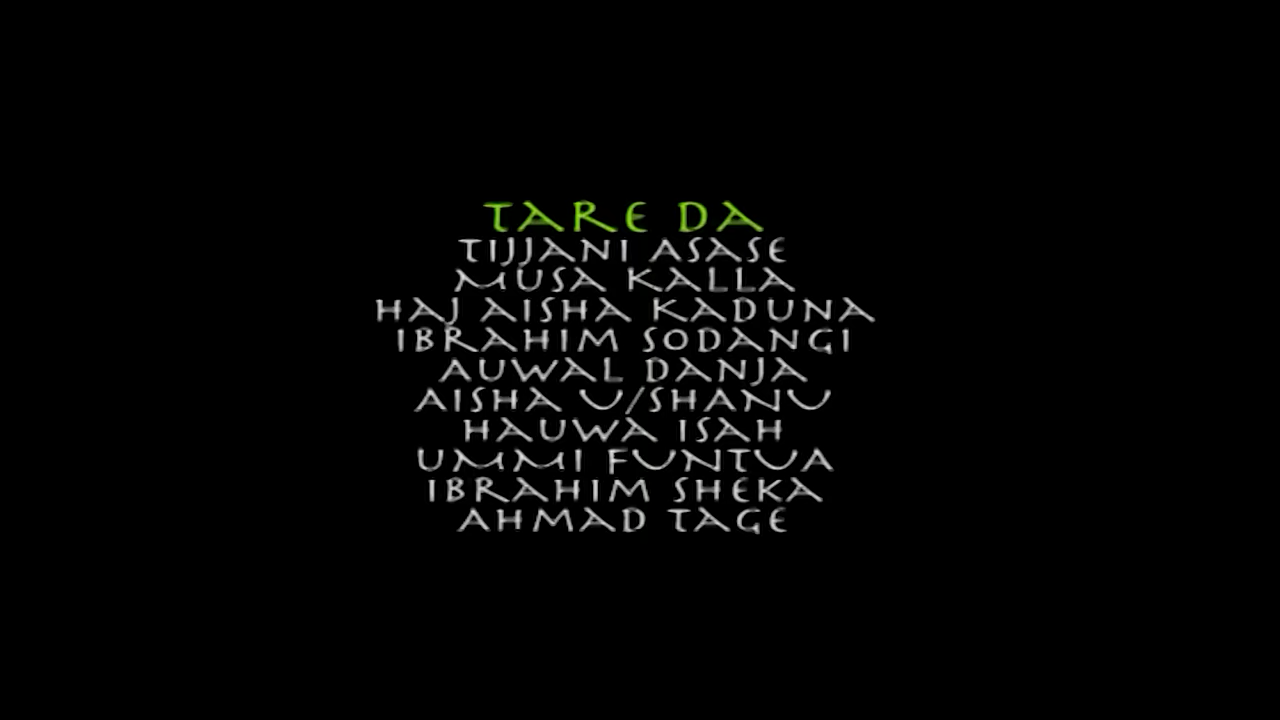 TARE DA
TIJJANI ASASE
MUSA KALLA
HAJ AISHA KADUNA
IBRAHIM SODANGI
AUWAL DANJA
AISHA U/SHANU
HAUWA ISAH
UMMI FUNTUA
IBRAHIM SHEKA
AHMAD TAGE